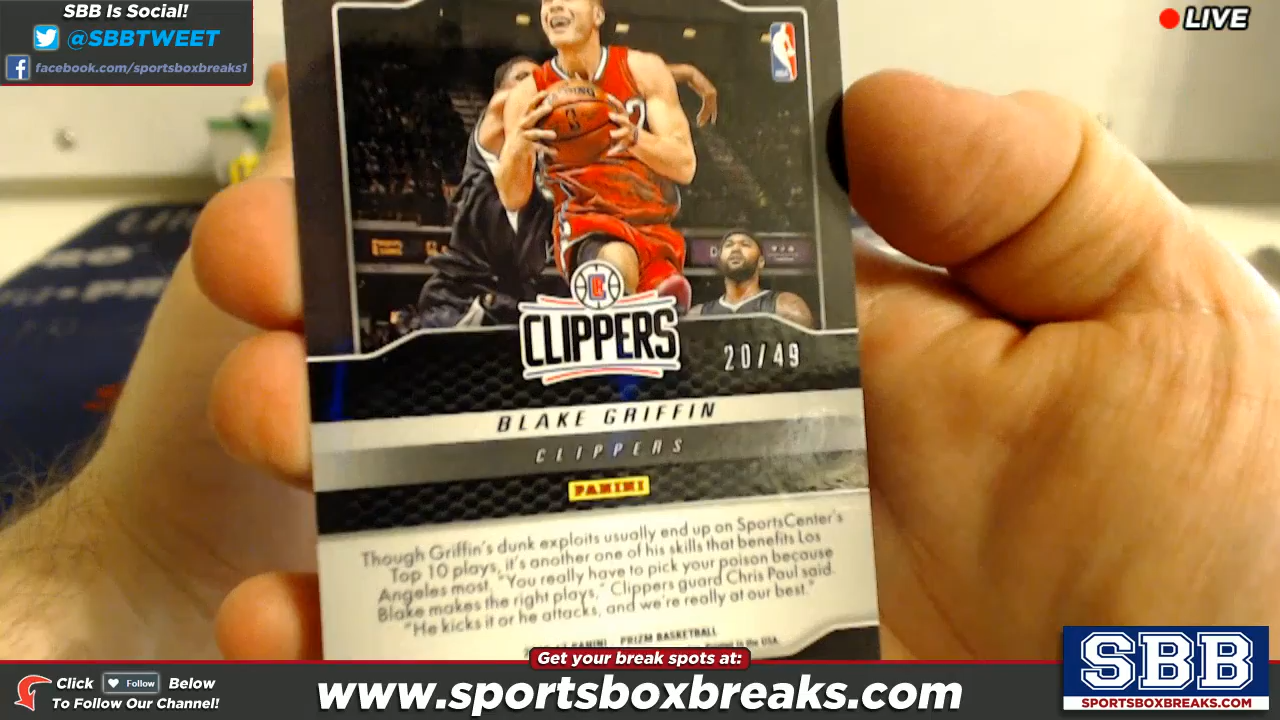 SBB Is Social!
@SBBTWEET
facebook.com/sportsboxbreaks1
LIVE
CLIPPERS
20/49
BLAKE GRIFFIN
CLIPPERS
PANINI
Though Griffin's dunk exploits usually end up on SportsCenter's
Top 10 plays, it's another one of his skills that benefits Los
Angeles most. "You really have to pick your poison because
Blake makes the right plays," Clippers guard Chris Paul said.
"He kicks it or he attacks, and we're really at our best."
PANINI PRIZM BASKETBALL
in the USA.
Get your break spots at:
Click Follow Below
To Follow Our Channel!
www.sportsboxbreaks.com
SBB
SPORTSBOXBREAKS.COM